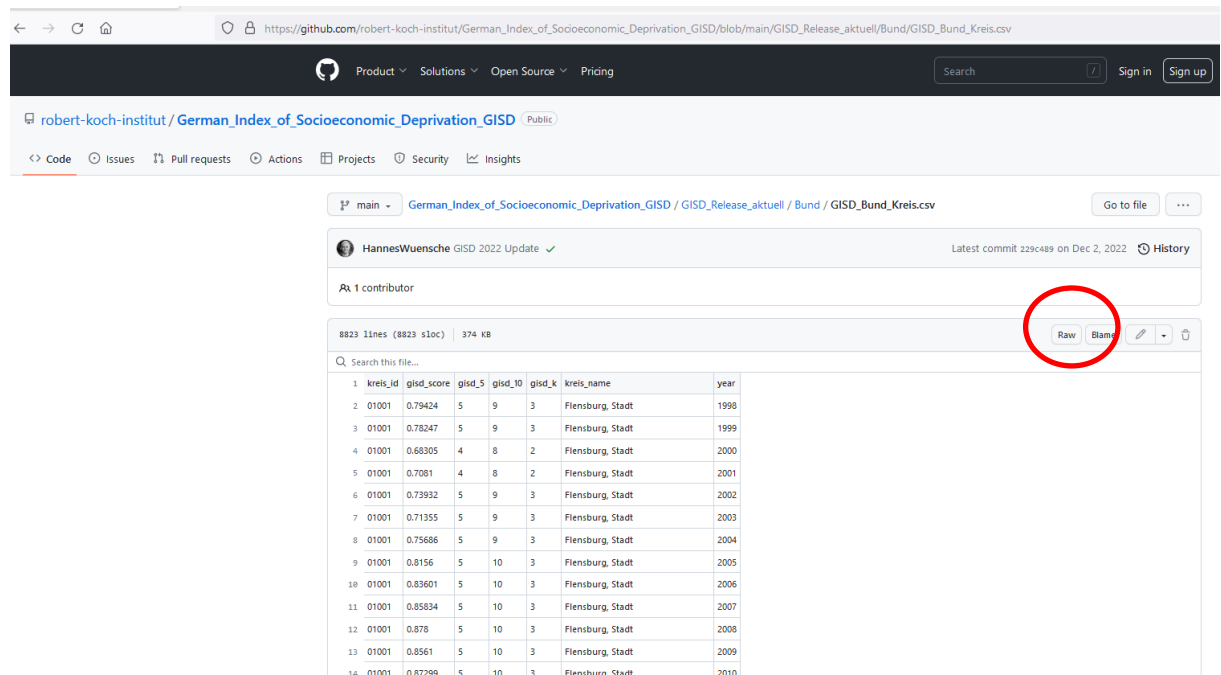 https://github.com/robert-koch-institut/German_Index_of_Socioeconomic_Deprivation_GISD/blob/main/GISD_Release_aktuell/Bund/GISD_Bund_Kreis.csv
Product Solutions Open Source Pricing Search / Sign in Sign up
robert-koch-institut / German_Index_of_Socioeconomic_Deprivation_GISD Public
<> Code Issues Pull requests Actions Projects Security Insights
main German_Index_of_Socioeconomic_Deprivation_GISD / GISD_Release_aktuell / Bund / GISD_Bund_Kreis.csv Go to file ...
HannesWuensche GISD 2022 Update Latest commit 229c489 on Dec 2, 2022 History
1 contributor
8823 lines (8823 sloc) 374 KB Raw Blame
Search this file...
1 kreis_id gisd_score gisd_5 gisd_10 gisd_k kreis_name year
2 01001 0.79424 5 9 3 Flensburg, Stadt 1998
3 01001 0.78247 5 9 3 Flensburg, Stadt 1999
4 01001 0.68305 4 8 2 Flensburg, Stadt 2000
5 01001 0.7081 4 8 2 Flensburg, Stadt 2001
6 01001 0.73932 5 9 3 Flensburg, Stadt 2002
7 01001 0.71355 5 9 3 Flensburg, Stadt 2003
8 01001 0.75686 5 9 3 Flensburg, Stadt 2004
9 01001 0.8156 5 10 3 Flensburg, Stadt 2005
10 01001 0.83601 5 10 3 Flensburg, Stadt 2006
11 01001 0.85834 5 10 3 Flensburg, Stadt 2007
12 01001 0.878 5 10 3 Flensburg, Stadt 2008
13 01001 0.8561 5 10 3 Flensburg, Stadt 2009
14 01001 0.87299 5 10 3 Flensburg, Stadt 2010